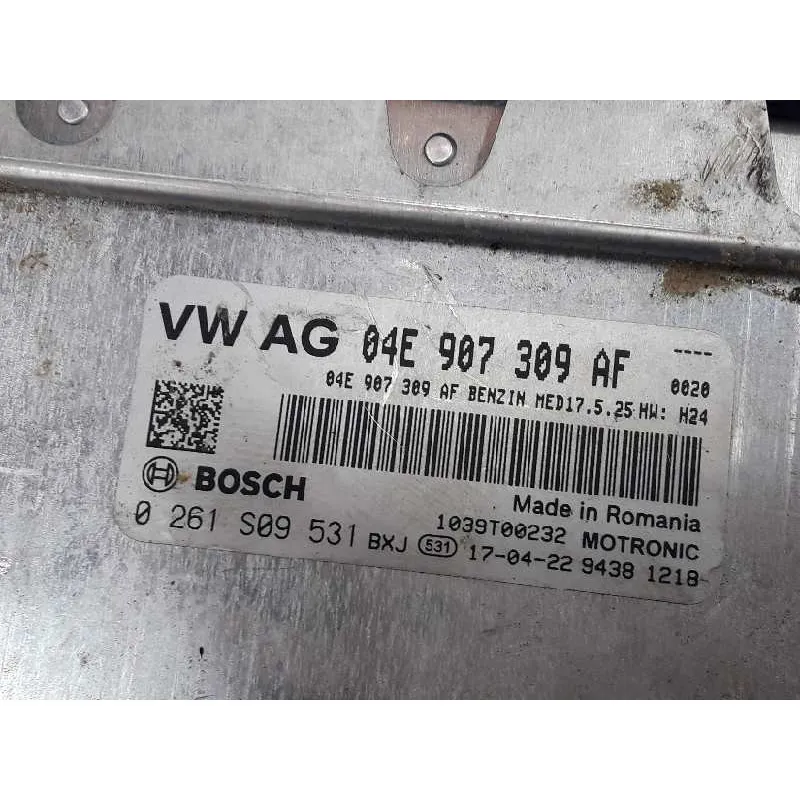 VW AG 04E 907 309 AF ----
0020
04E 907 309 AF BENZIN MED17.5.25 HW: H24
BOSCH
Made in Romania
1039T00232 MOTRONIC
0 261 S09 531 BXJ 531 17-04-22 9438 1218